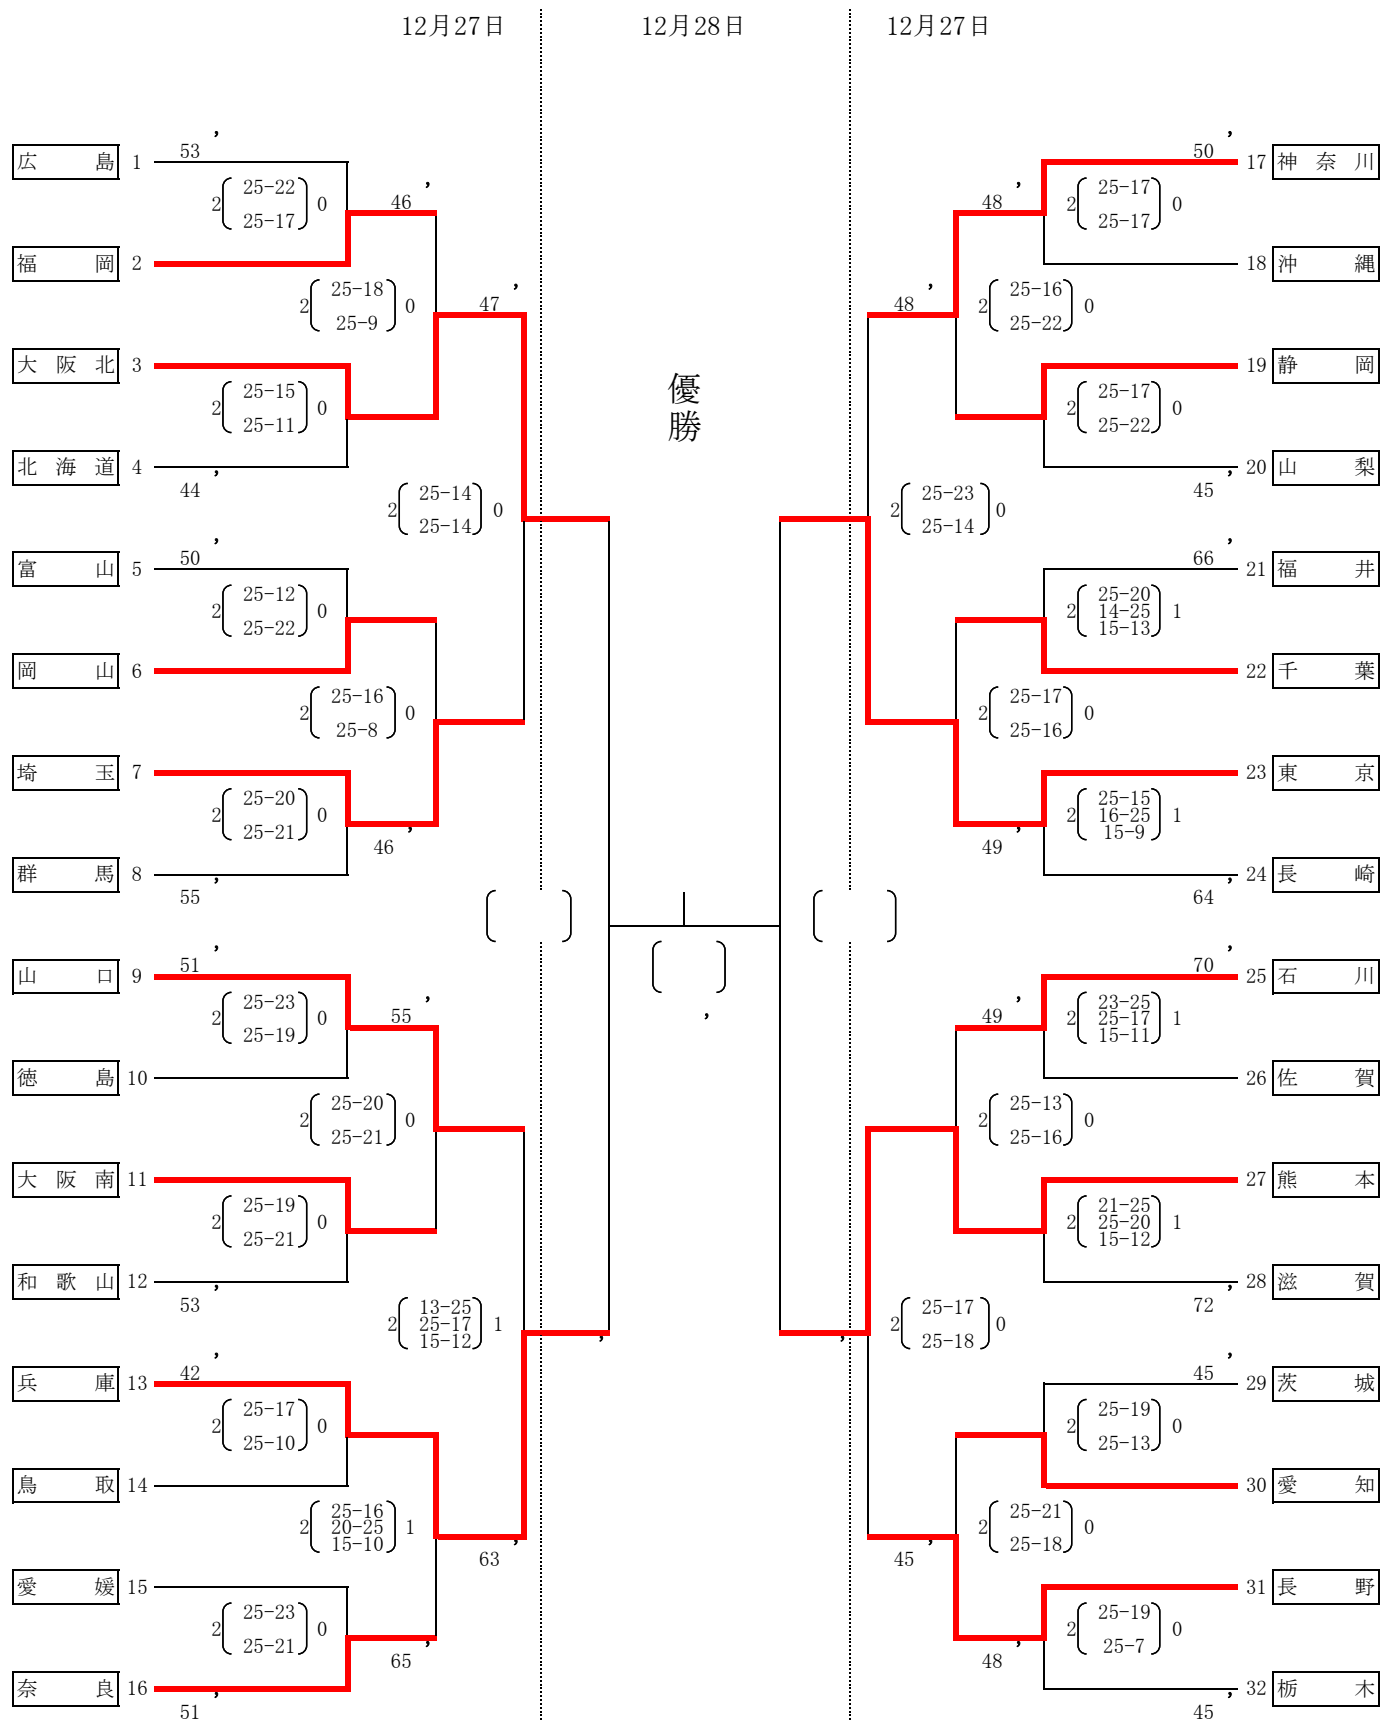 12月27日 12月28日 12月27日
53 ’ 50 ’
広島 1 17 神奈川
2 25-22 25-17 0 46 ’ 48 ’ 2 25-17 25-17 0
福岡 2 18 沖縄
2 25-18 25-9 0 47 ’ 48 ’ 2 25-16 25-22 0
大阪北 3 19 静岡
2 25-15 25-11 0 2 25-17 25-22 0
優勝
北海道 4 20 山梨
44 ’ 45 ’
2 25-14 25-14 0 2 25-23 25-14 0
50 ’ 66 ’
富山 5 21 福井
2 25-12 25-22 0 2 25-20 14-25 15-13 1
岡山 6 22 千葉
2 25-16 25-8 0 2 25-17 25-16 0
埼玉 7 23 東京
2 25-20 25-21 0 2 25-15 16-25 15-9 1
46 ’ 49 ’
群馬 8 24 長崎
55 ’ 64 ’
51 ’ 70 ’
山口 9 25 石川
2 25-23 25-19 0 55 ’ 49 ’ 2 23-25 25-17 15-11 1
’
徳島 10 26 佐賀
2 25-20 25-21 0 2 25-13 25-16 0
大阪南 11 27 熊本
2 25-19 25-21 0 2 21-25 25-20 15-12 1
和歌山 12 28 滋賀
53 ’ 72 ’
2 13-25 25-17 15-12 1 ’ ’ 2 25-17 25-18 0
42 ’ 45 ’
兵庫 13 29 茨城
2 25-17 25-10 0 2 25-19 25-13 0
鳥取 14 30 愛知
2 25-16 20-25 15-10 1 2 25-21 25-18 0
63 ’ 45 ’
愛媛 15 31 長野
2 25-23 25-21 0 2 25-19 25-7 0
65 ’ 48 ’
奈良 16 32 栃木
51 ’ 45 ’